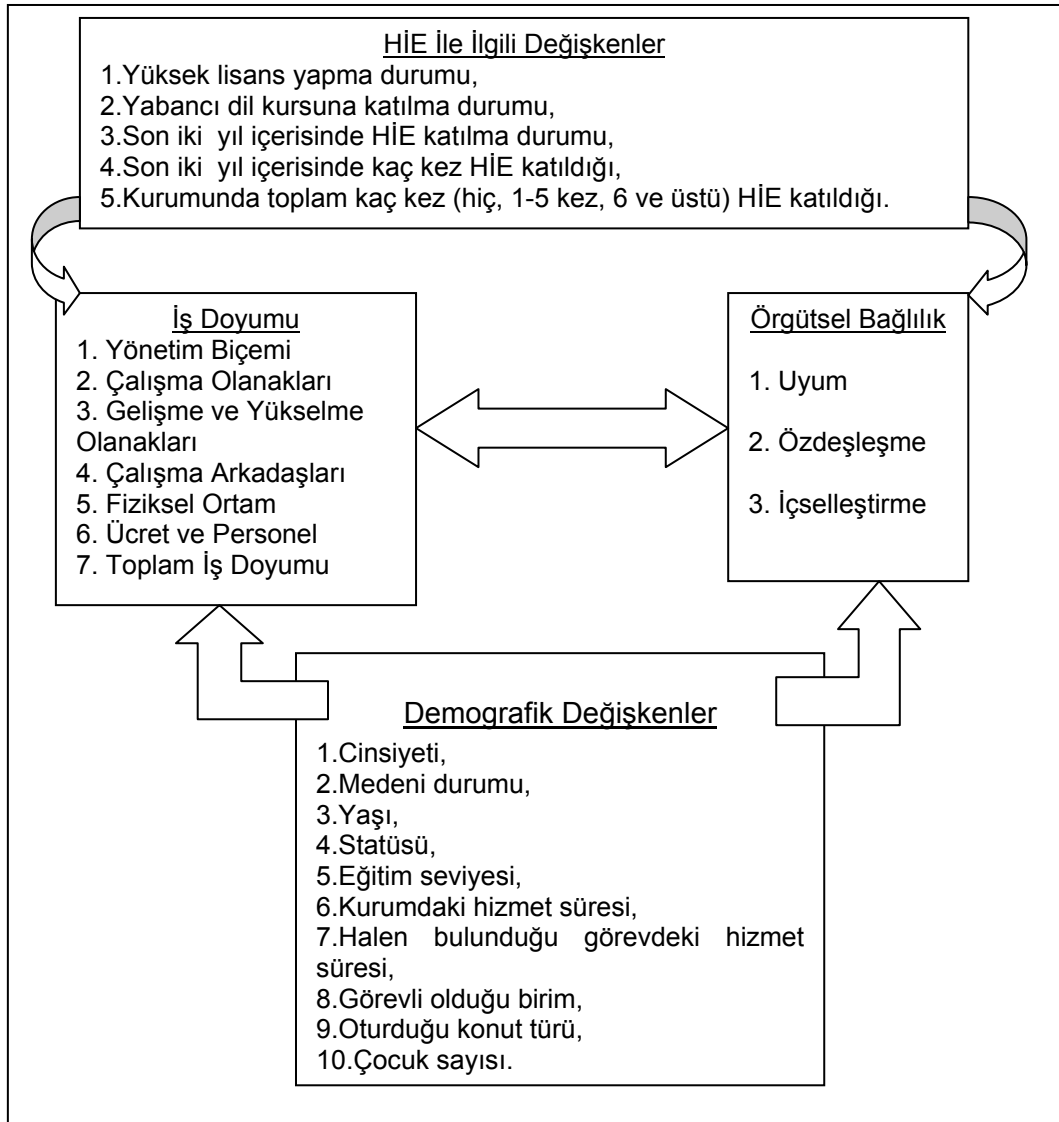 HİE İle İlgili Değişkenler
1.Yüksek lisans yapma durumu,
2.Yabancı dil kursuna katılma durumu,
3.Son iki yıl içerisinde HİE katılma durumu,
4.Son iki yıl içerisinde kaç kez HİE katıldığı,
5.Kurumunda toplam kaç kez (hiç, 1-5 kez, 6 ve üstü) HİE katıldığı.
İş Doyumu
1. Yönetim Biçemi
2. Çalışma Olanakları
3. Gelişme ve Yükselme
Olanakları
4. Çalışma Arkadaşları
5. Fiziksel Ortam
6. Ücret ve Personel
7. Toplam İş Doyumu
Örgütsel Bağlılık
1. Uyum
2. Özdeşleşme
3. İçselleştirme
Demografik Değişkenler
1.Cinsiyeti,
2.Medeni durumu,
3.Yaşı,
4.Statüsü,
5.Eğitim seviyesi,
6.Kurumdaki hizmet süresi,
7.Halen bulunduğu görevdeki hizmet
süresi,
8.Görevli olduğu birim,
9.Oturduğu konut türü,
10.Çocuk sayısı.